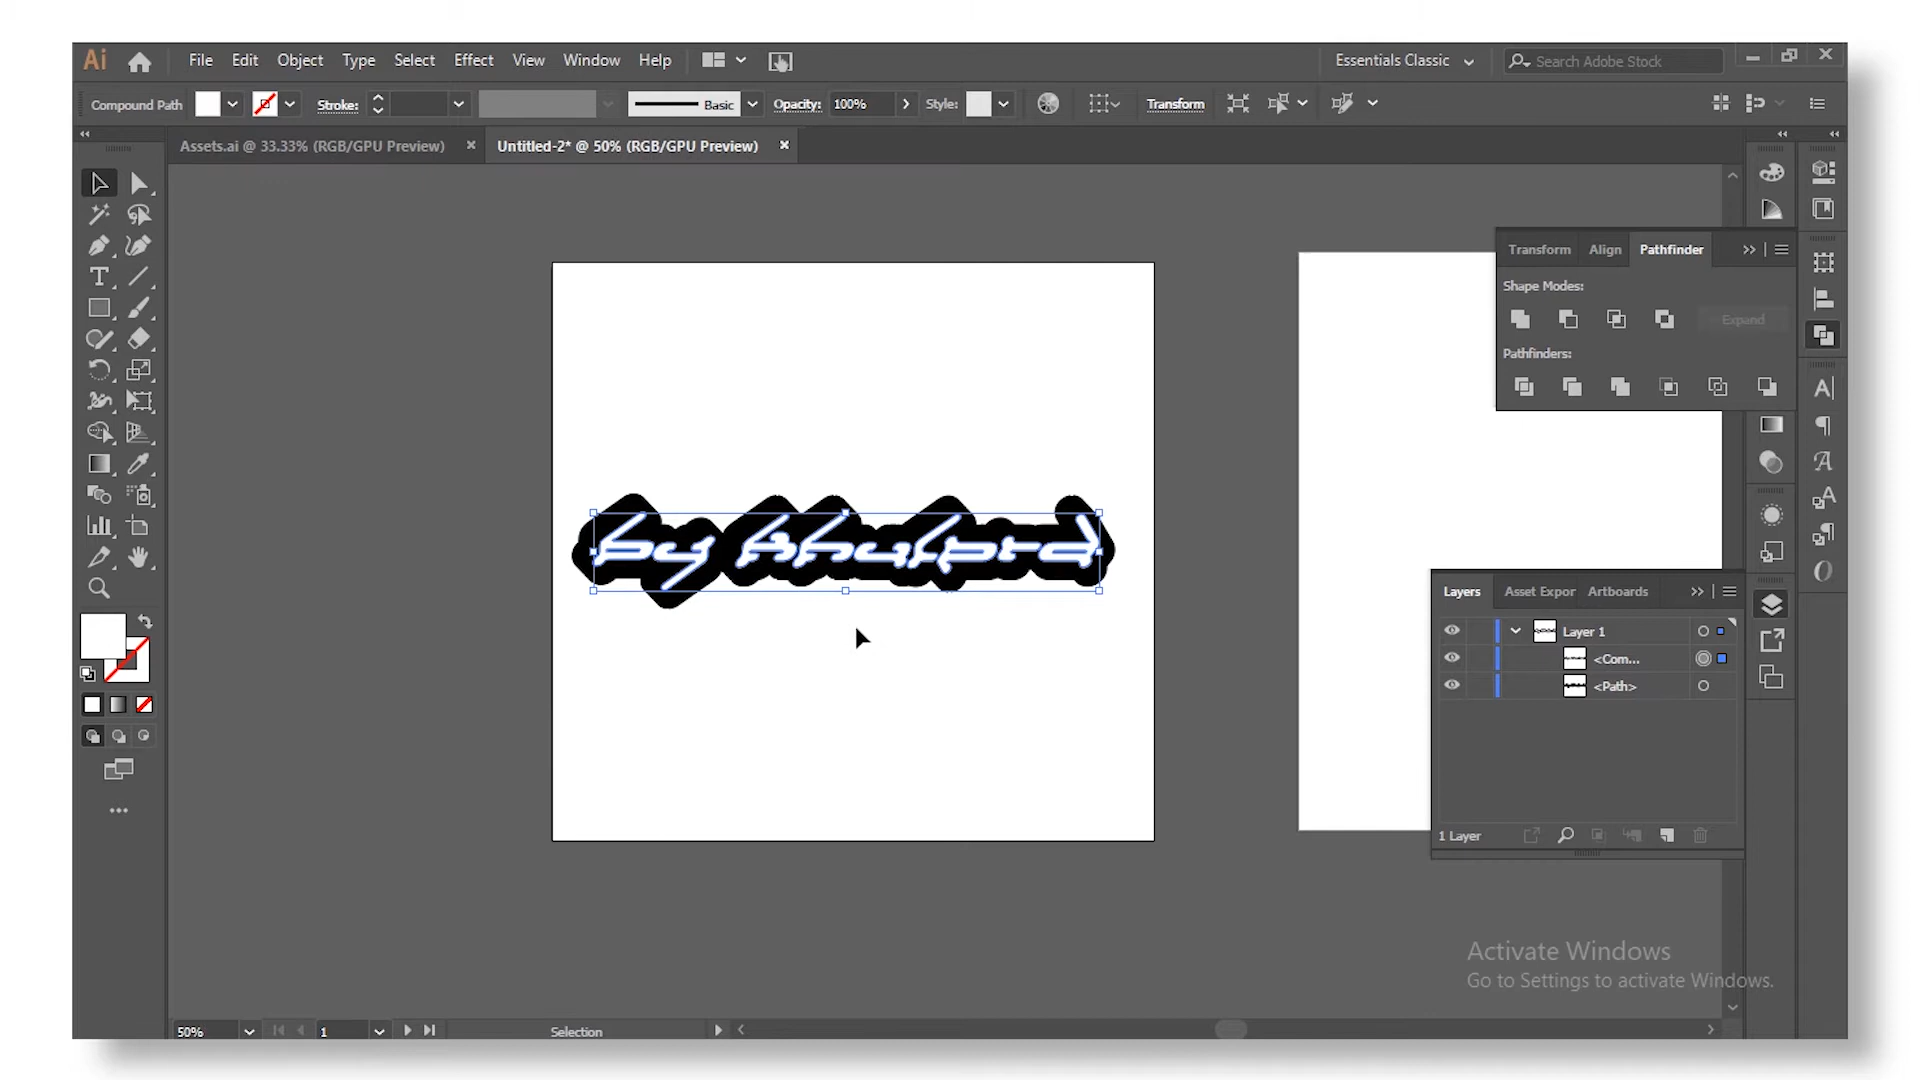 Ai File Edit Object Type Select Effect View Window Help Essentials Classic Search Adobe Stock
Compound Path Stroke: Basic Opacity: 100% Style: Transform
Assets.ai @ 33.33% (RGB/GPU Preview) × Untitled-2* @ 50% (RGB/GPU Preview) ×
Transform Align Pathfinder
Shape Modes:
Expand
Pathfinders:
by
Layers Asset Expor Artboards
Layer 1
<Com...
<Path>
1 Layer
Activate Windows
Go to Settings to activate Windows.
50% 1 Selection